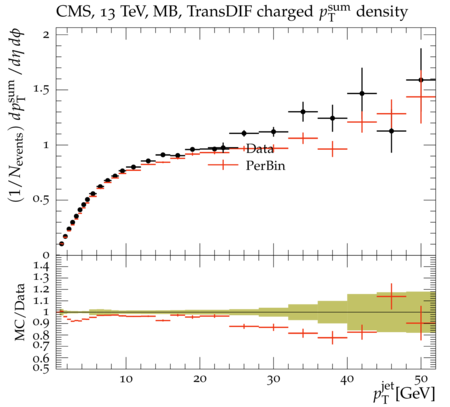 CMS, 13 TeV, MB, TransDIF charged p_T^sum density
(1/N_events) dp_T^sum/dη dϕ
2
1.5
1
0.5
0
Data
PerBin
MC/Data
1.4
1.3
1.2
1.1
1
0.9
0.8
0.7
0.6
0.5
10 20 30 40 50
p_T^jet [GeV]